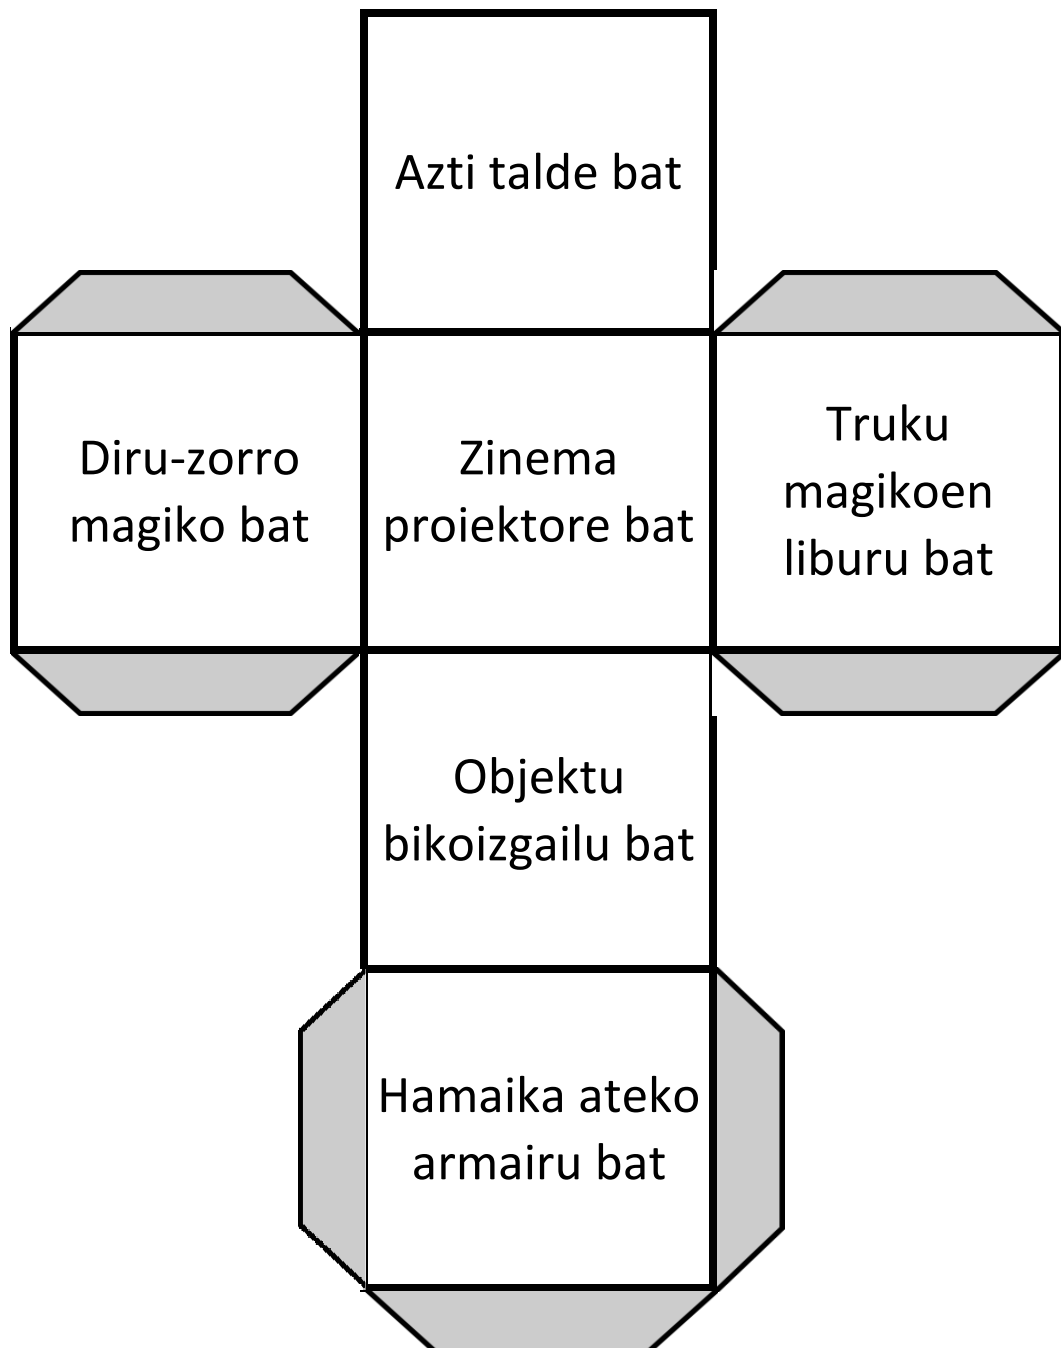 Azti talde bat
Diru-zorro
magiko bat
Zinema
proiektore bat
Truku
magikoen
liburu bat
Objektu
bikoizgailu bat
Hamaika ateko
armairu bat